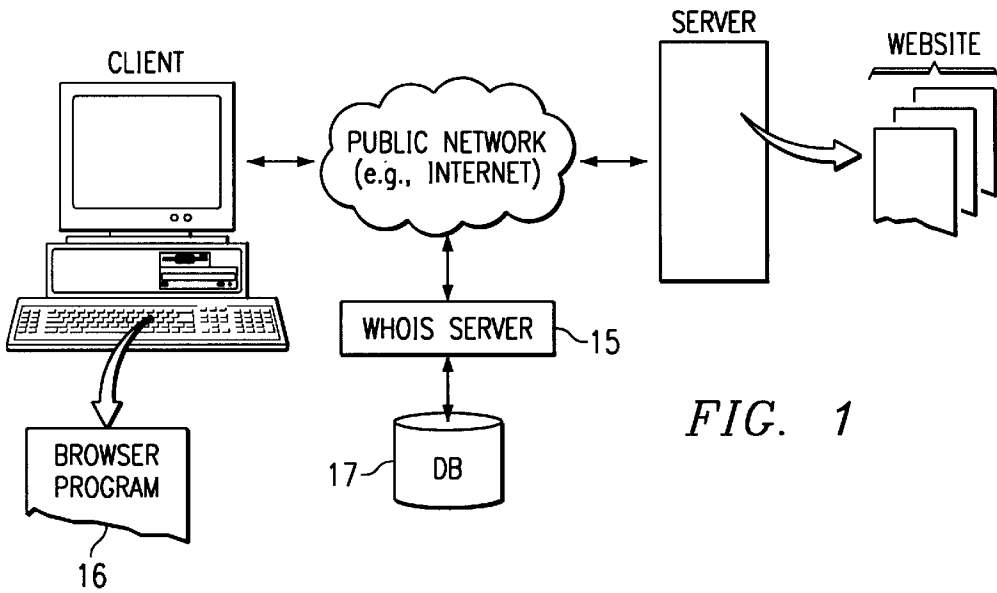 CLIENT
SERVER
WEBSITE
PUBLIC NETWORK
(e.g., INTERNET)
WHOIS SERVER
15
DB
17
BROWSER
PROGRAM
16
FIG. 1